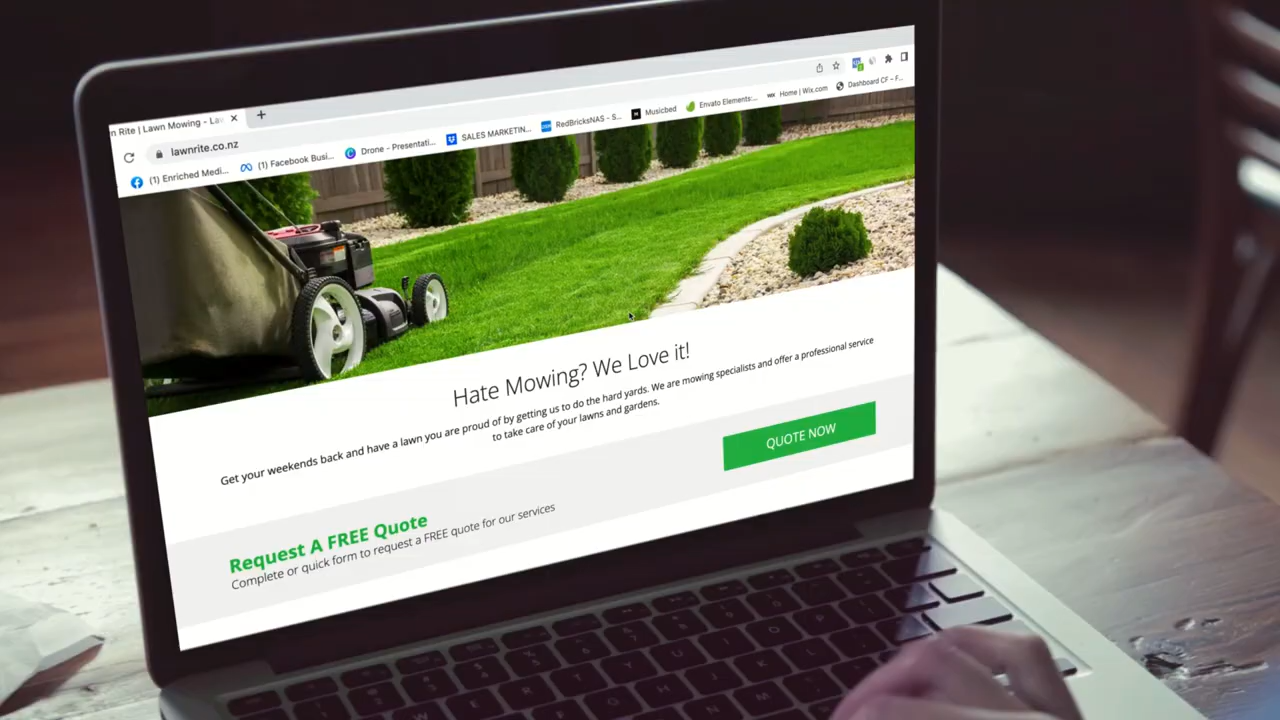 n Rite | Lawn Mowing - La
lawnrite.co.nz
(1) Enriched Medi...
(1) Facebook Busi...
Drone - Presentati...
SALES MARKETIN...
RedBricksNAS - S...
Musicbed
Envato Elements:...
Home | Wix.com
Dashboard CF – F...
Hate Mowing? We Love it!
Get your weekends back and have a lawn you are proud of by getting us to do the hard yards. We are mowing specialists and offer a professional service
to take care of your lawns and gardens.
QUOTE NOW
Request A FREE Quote
Complete or quick form to request a FREE quote for our services